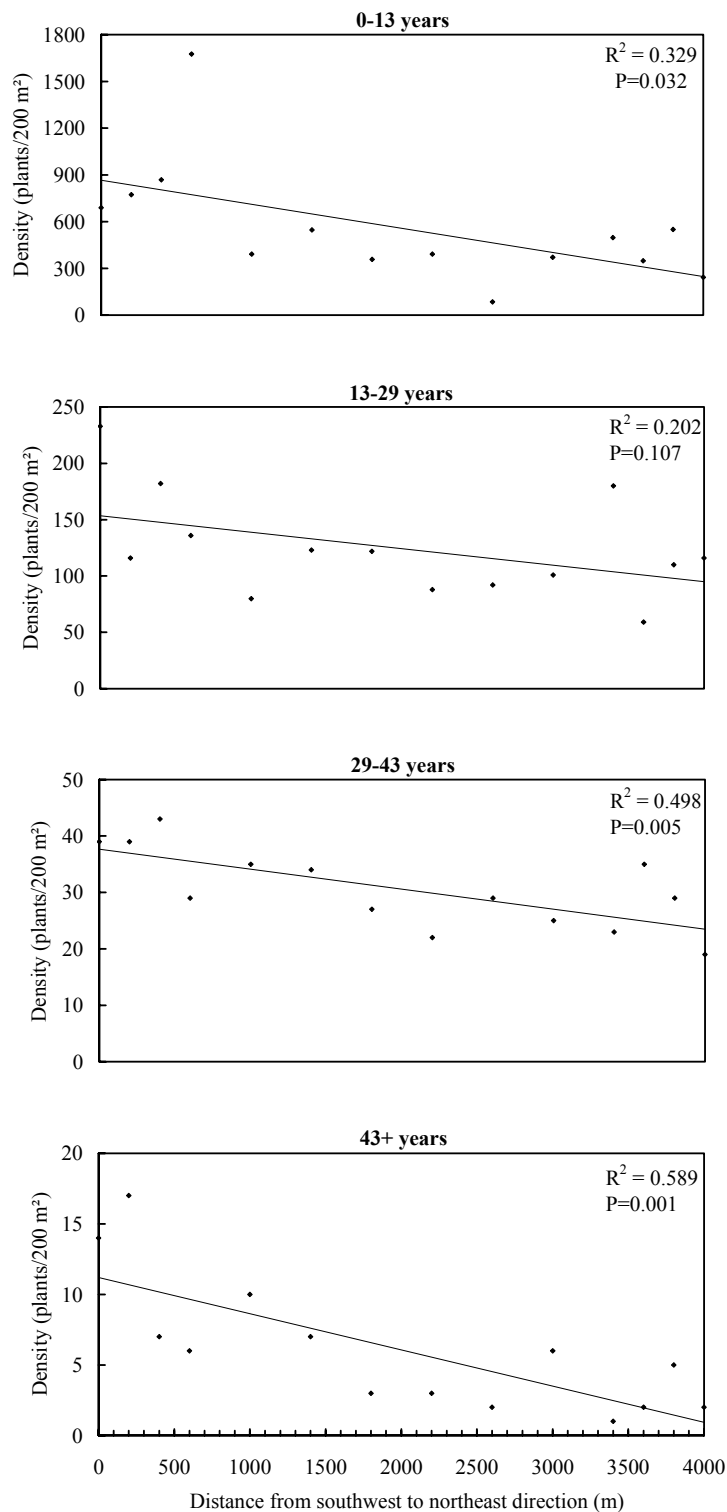 0-13 years
1800
1500
1200
900
600
300
0
Density (plants/200 m²)
R² = 0.329
P=0.032
13-29 years
250
200
150
100
50
0
Density (plants/200 m²)
R² = 0.202
P=0.107
29-43 years
50
40
30
20
10
0
Density (plants/200 m²)
R² = 0.498
P=0.005
43+ years
20
15
10
5
0
Density (plants/200 m²)
R² = 0.589
P=0.001
0 500 1000 1500 2000 2500 3000 3500 4000
Distance from southwest to northeast direction (m)